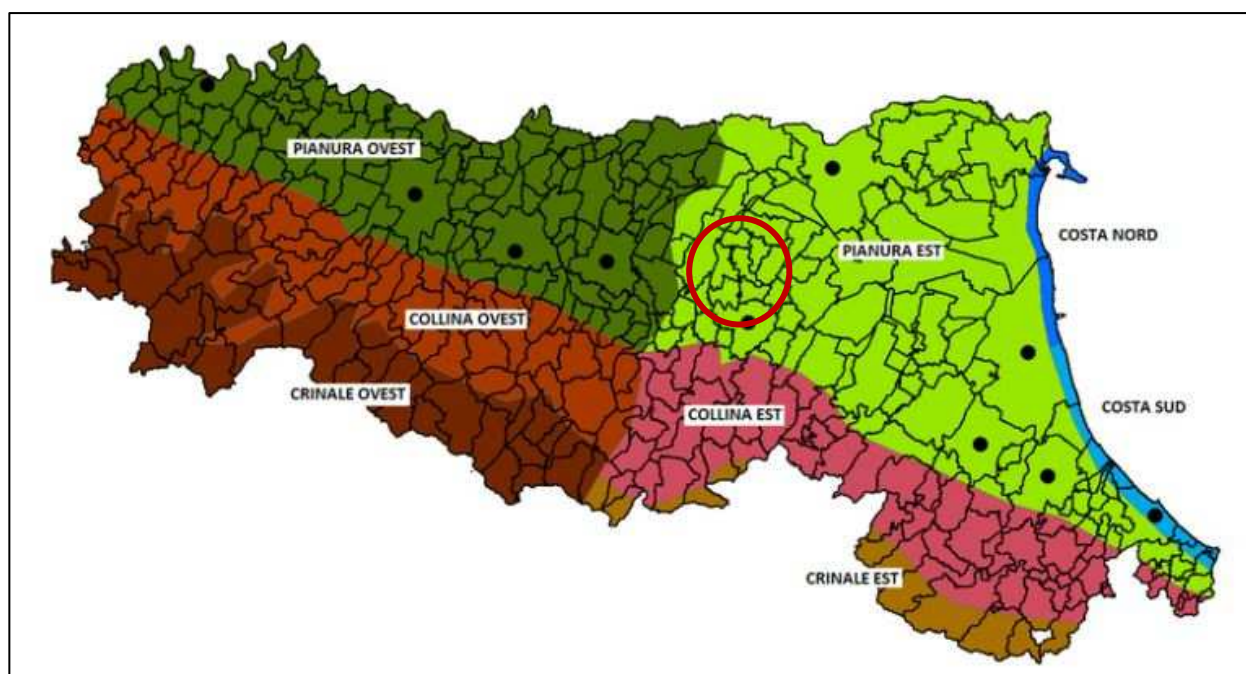 PIANURA OVEST
COSTA NORD
PIANURA EST
COLLINA OVEST
CRINALE OVEST
COLLINA EST
COSTA SUD
CRINALE EST